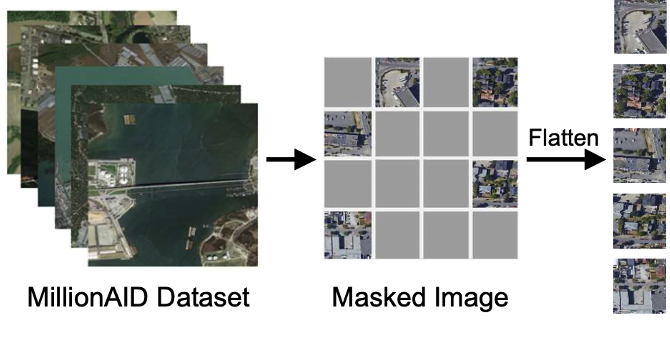 Flatten
MillionAID Dataset
Masked Image